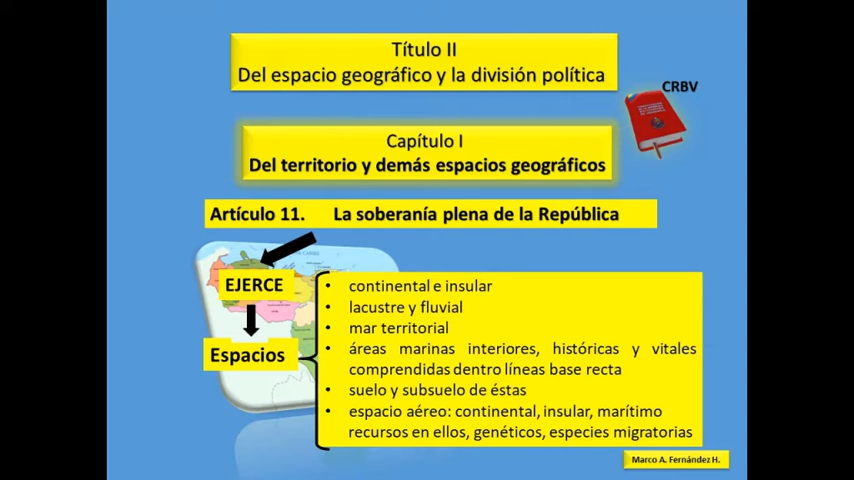 Título II
Del espacio geográfico y la división política
CRBV
Capítulo I
Del territorio y demás espacios geográficos
Artículo 11. La soberanía plena de la República
EJERCE
Espacios
• continental e insular
• lacustre y fluvial
• mar territorial
• áreas marinas interiores, históricas y vitales
comprendidas dentro líneas base recta
• suelo y subsuelo de éstas
• espacio aéreo: continental, insular, marítimo
recursos en ellos, genéticos, especies migratorias
Marco A. Fernández H.